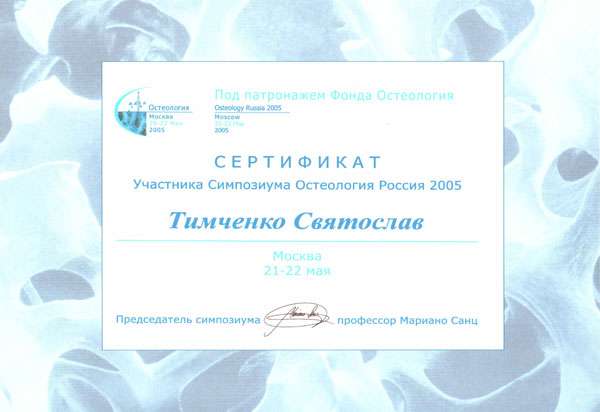 Под патронажем Фонда Остеология
Остеология
Москва
21-22 Мая
2005
Osteology Russia 2005
Moscow
21-22 May
2005
СЕРТИФИКАТ
Участника Симпозиума Остеология Россия 2005
Тимченко Святослав
Москва
21-22 мая
Председатель симпозиума
профессор Мариано Санц